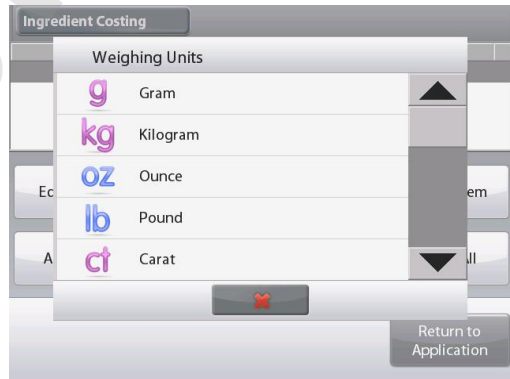 Ingredient Costing
Weighing Units
g Gram
kg Kilogram
oz Ounce
lb Pound
ct Carat
Return to
Application